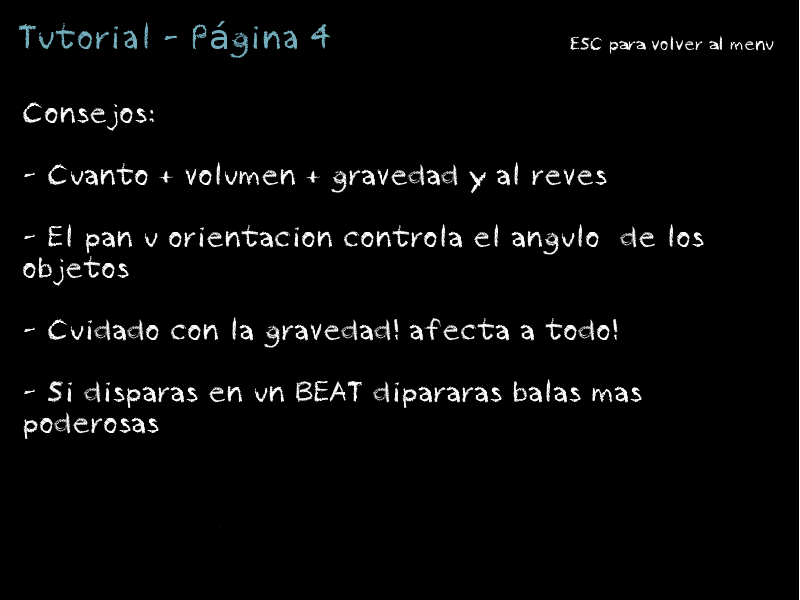 Tutorial - Página 4
ESC para volver al menu
Consejos:
- Cuanto + volumen + gravedad y al reves
- El pan u orientacion controla el angulo de los
objetos
- Cuidado con la gravedad! afecta a todo!
- Si disparas en un BEAT dipararas balas mas
poderosas